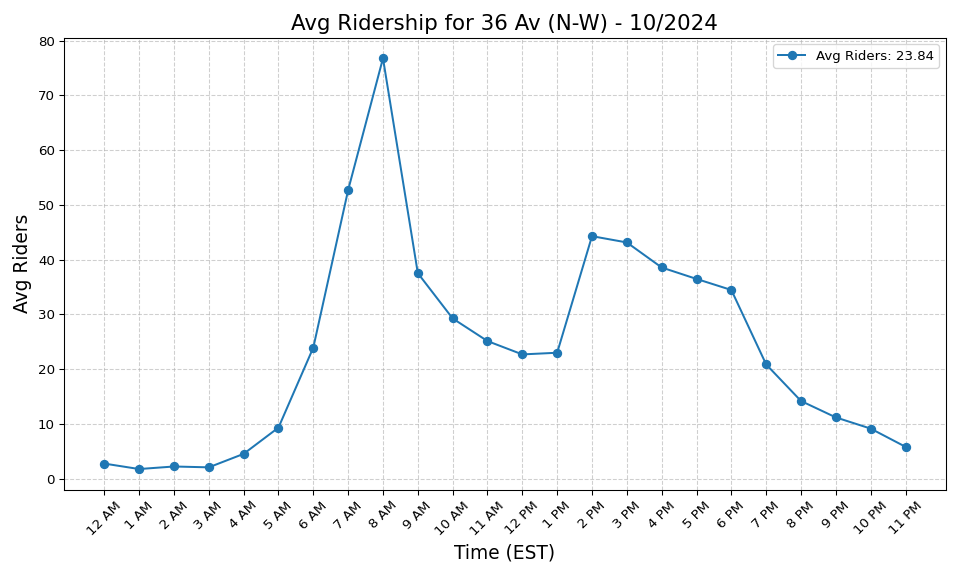 Avg Ridership for 36 Av (N-W) - 10/2024
Avg Riders: 23.84
Avg Riders
80
70
60
50
40
30
20
10
0
12 AM
1 AM
2 AM
3 AM
4 AM
5 AM
6 AM
7 AM
8 AM
9 AM
10 AM
11 AM
12 PM
1 PM
2 PM
3 PM
4 PM
5 PM
6 PM
7 PM
8 PM
9 PM
10 PM
11 PM
Time (EST)